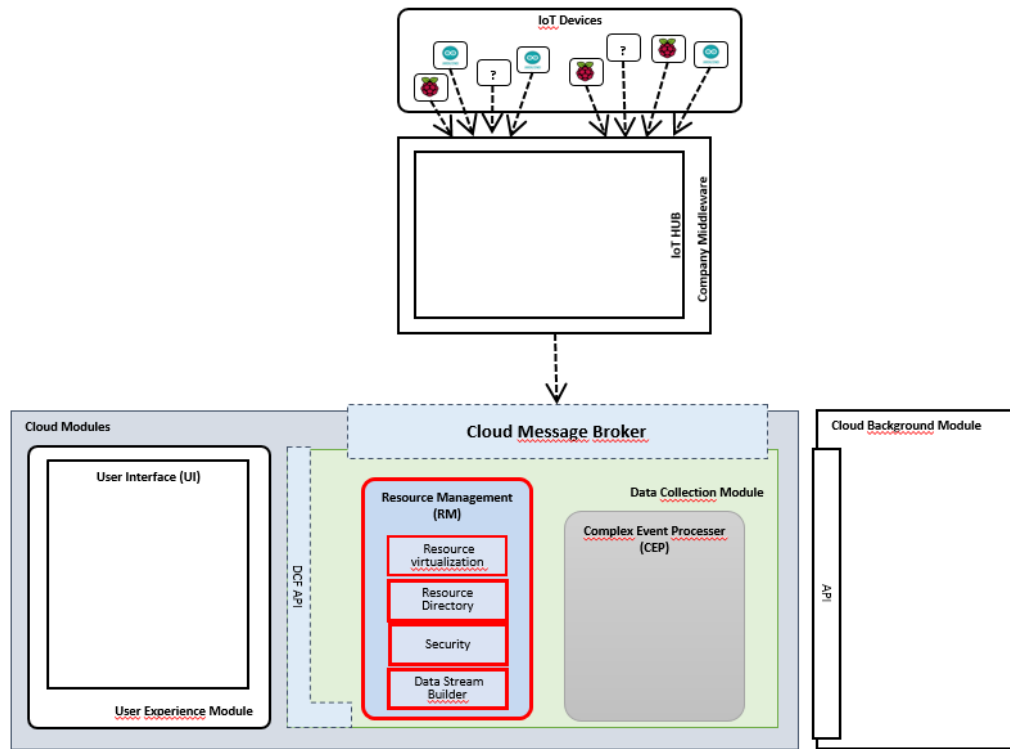 IoT Devices
?
?
IoT HUB
Company Middleware
Cloud Modules
Cloud Message Broker
Cloud Background Module
User Interface (UI)
User Experience Module
DCF API
Resource Management
(RM)
Resource
virtualization
Resource
Directory
Security
Data Stream
Builder
Data Collection Module
Complex Event Processer
(CEP)
API